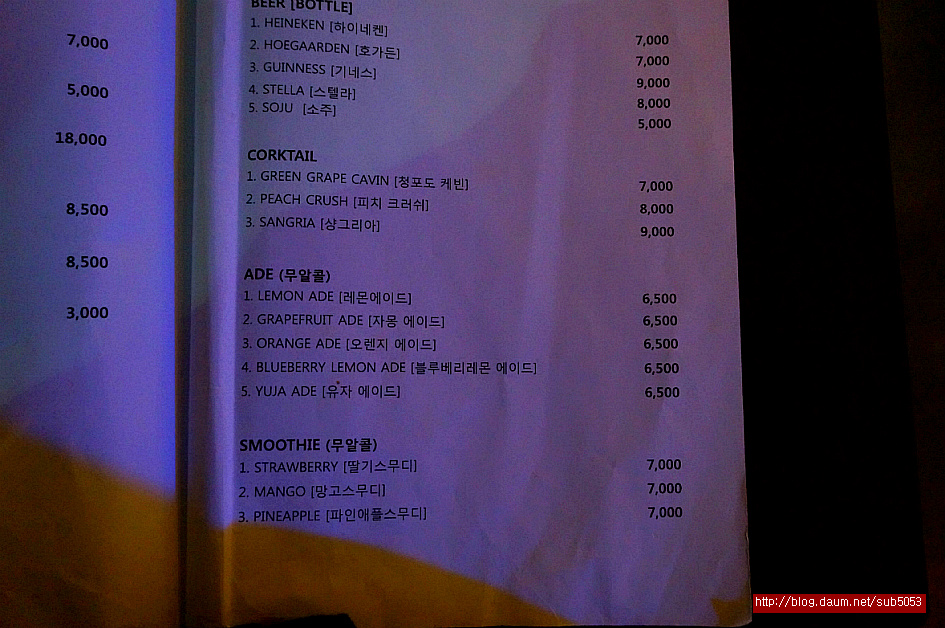 7,000
5,000
18,000
8,500
8,500
3,000
BEER [BOTTLE]
1. HEINEKEN [하이네켄] 7,000
2. HOEGAARDEN [호가든] 7,000
3. GUINNESS [기네스] 9,000
4. STELLA [스텔라] 8,000
5. SOJU [소주] 5,000
CORKTAIL
1. GREEN GRAPE CAVIN [청포도 케빈] 7,000
2. PEACH CRUSH [피치 크러쉬] 8,000
3. SANGRIA [샹그리아] 9,000
ADE (무알콜)
1. LEMON ADE [레몬에이드] 6,500
2. GRAPEFRUIT ADE [자몽 에이드] 6,500
3. ORANGE ADE [오렌지 에이드] 6,500
4. BLUEBERRY LEMON ADE [블루베리레몬 에이드] 6,500
5. YUJA ADE [유자 에이드] 6,500
SMOOTHIE (무알콜)
1. STRAWBERRY [딸기스무디] 7,000
2. MANGO [망고스무디] 7,000
3. PINEAPPLE [파인애플스무디] 7,000
http://blog.daum.net/sub5053